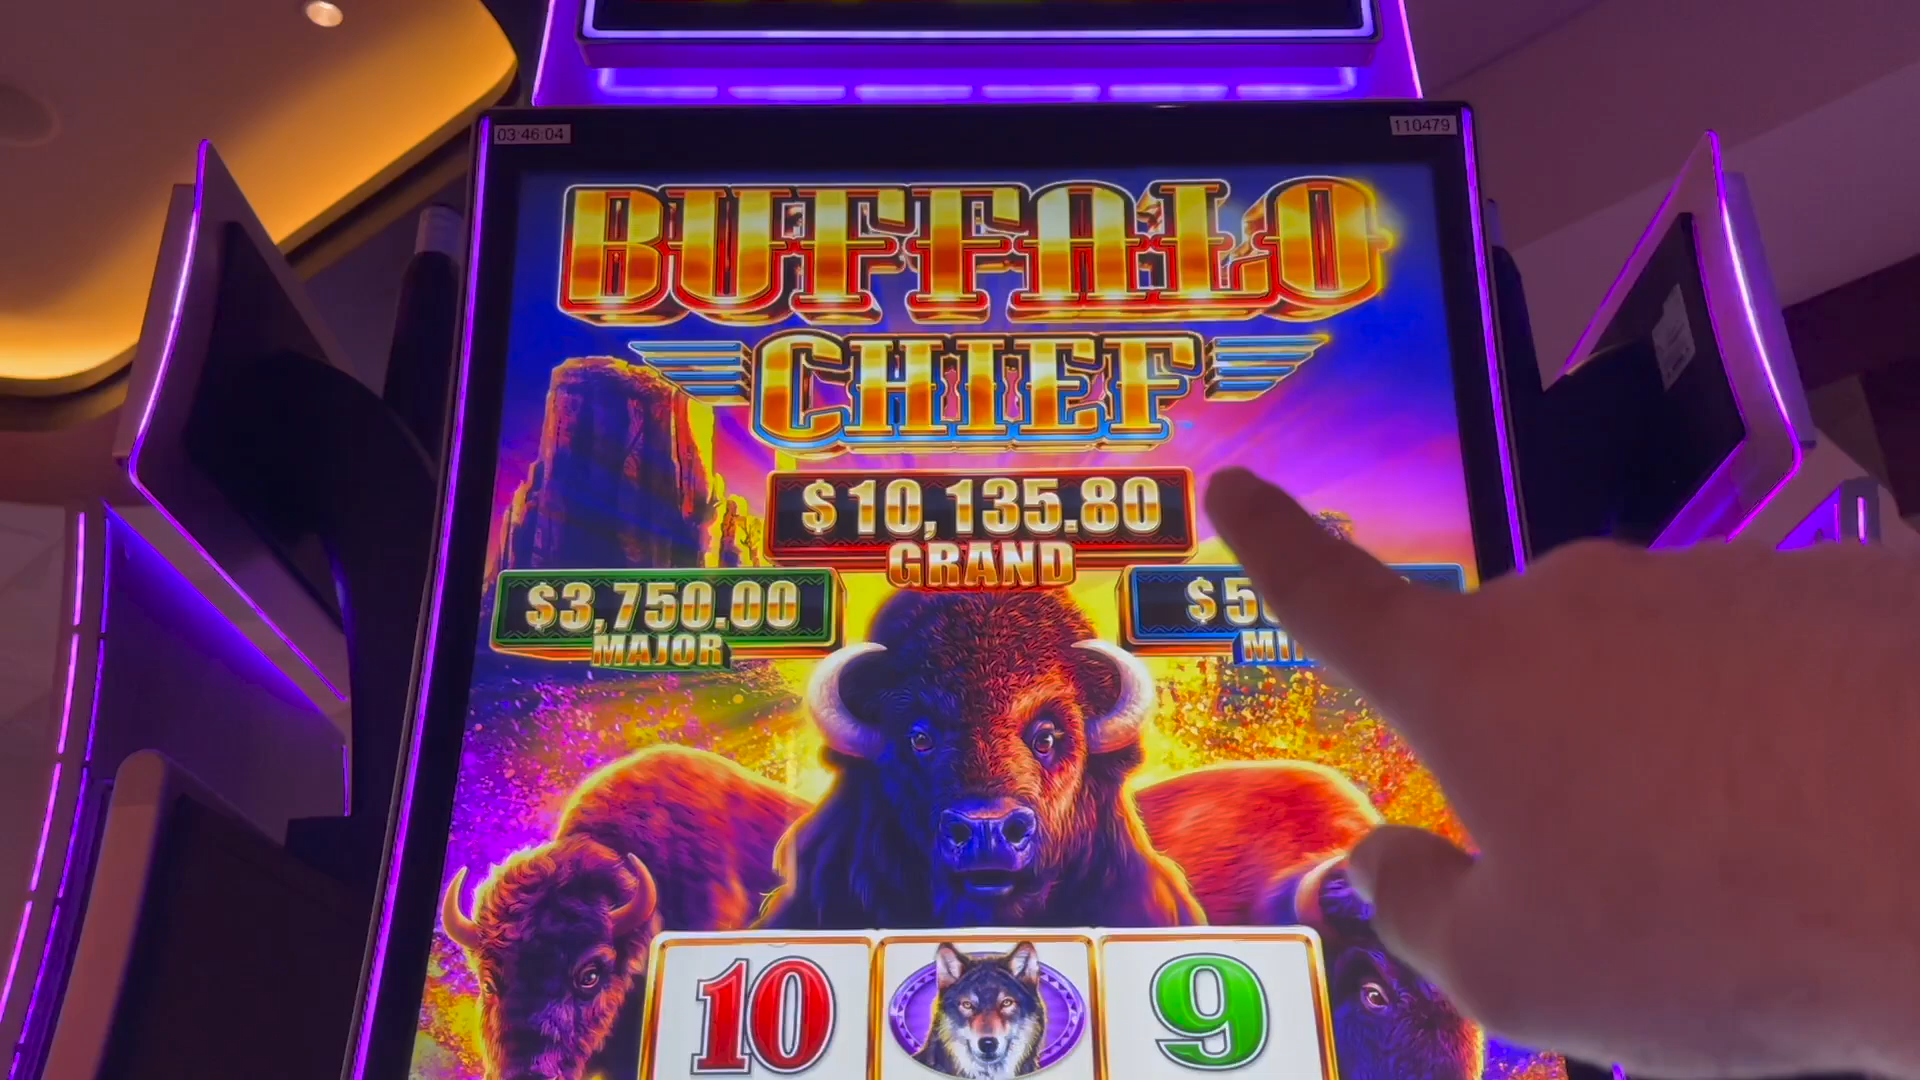 03:46:04
110479
BUFFALO
CHIEF
$10,135.80
GRAND
$3,750.00
MAJOR
10
9